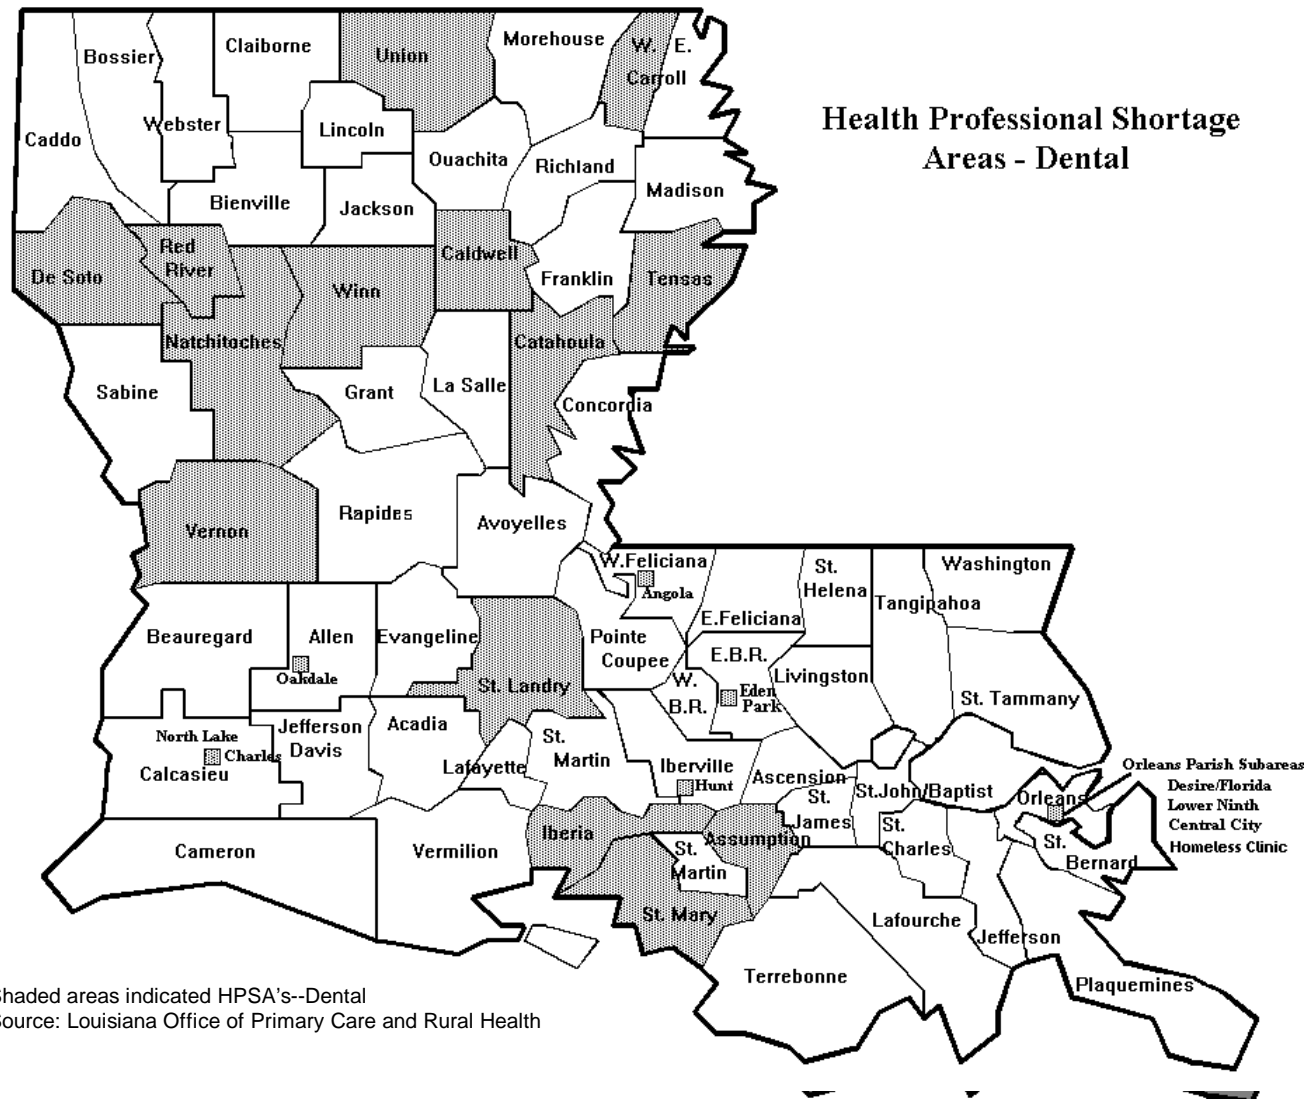 Health Professional Shortage
Areas - Dental
Bossier
Claiborne
Union
Morehouse
W.
E.
Carroll
Caddo
Webster
Lincoln
Ouachita
Richland
Madison
Bienville
Jackson
De Soto
Red
River
Winn
Caldwell
Franklin
Tensas
Natchitoches
Catahoula
Sabine
Grant
La Salle
Concordia
Vernon
Rapides
Avoyelles
W.Feliciana
Angola
E.Feliciana
St.
Helena
Washington
Tangipahoa
Beauregard
Allen
Oakdale
Evangeline
St. Landry
Pointe
Coupee
E.B.R.
W.
B.R.
Eden
Park
Livingston
St. Tammany
North Lake
Charles
Calcasieu
Jefferson
Davis
Acadia
Lafayette
St.
Martin
Iberville
Hunt
Ascension
St.
James
St.John/Baptist
Orleans
Orleans Parish Subareas
Desire/Florida
Lower Ninth
Central City
Homeless Clinic
Cameron
Vermilion
Iberia
Assumption
St.
Martin
St. Mary
St.
Charles
St.
Bernard
Lafourche
Jefferson
Terrebonne
Plaquemines
Shaded areas indicated HPSA's--Dental
Source: Louisiana Office of Primary Care and Rural Health